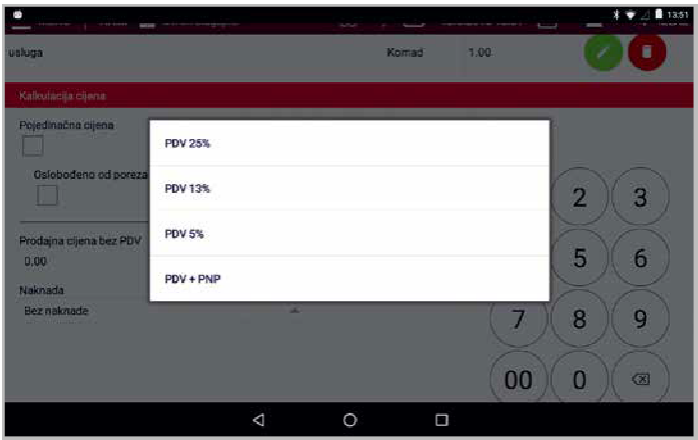 13:51
usluga Komad 1.00
Kalkulacija cijena
Pojedinačna cijena
PDV 25%
Oslobođeno od poreza
PDV 13%
2 3
PDV 5%
Prodajna cijena bez PDV
0.00
5 6
PDV + PNP
Naknada
Bez naknade
7 8 9
00 0